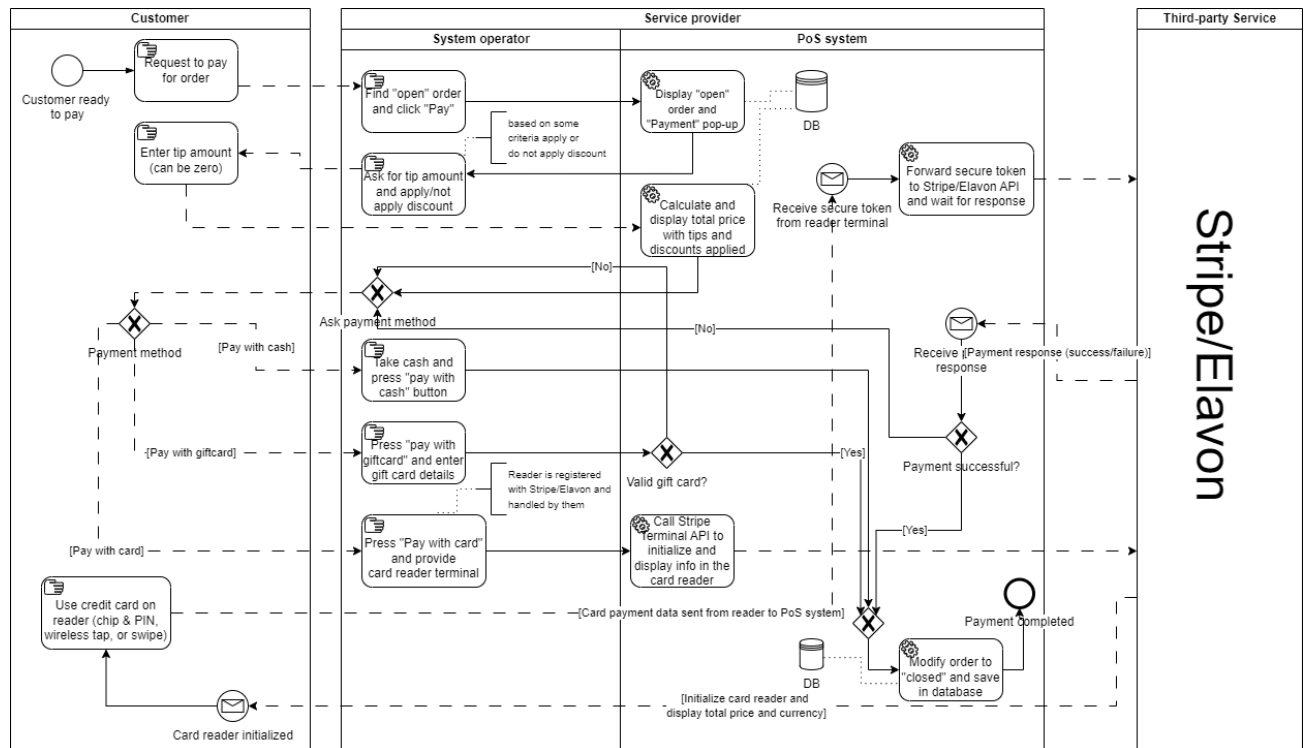 Customer
Service provider
Third-party Service
System operator
PoS system
Request to pay
for order
Customer ready
to pay
Find "open" order
and click "Pay"
Display "open"
order and
"Payment" pop-up
DB
based on some
criteria apply or
do not apply discount
Enter tip amount
(can be zero)
Ask for tip amount
and apply/not
apply discount
Calculate and
display total price
with tips and
discounts applied
Receive secure token
from reader terminal
Forward secure token
to Stripe/Elavon API
and wait for response
Stripe/Elavon
[No]
Ask payment method
[No]
Payment method
[Pay with cash]
Take cash and
press "pay with
cash" button
Receive
response
[Payment response (success/failure)]
[Pay with giftcard]
Press "pay with
giftcard" and enter
gift card details
Valid gift card?
[Yes]
Payment successful?
Reader is registered
with Stripe/Elavon and
handled by them
[Yes]
[Pay with card]
Press "Pay with card"
and provide
card reader terminal
Call Stripe
Terminal API to
initialize and
display info in the
card reader
Use credit card on
reader (chip & PIN,
wireless tap, or swipe)
[Card payment data sent from reader to PoS system]
Payment completed
DB
Modify order to
"closed" and save
in database
[Initialize card reader and
display total price and currency]
Card reader initialized